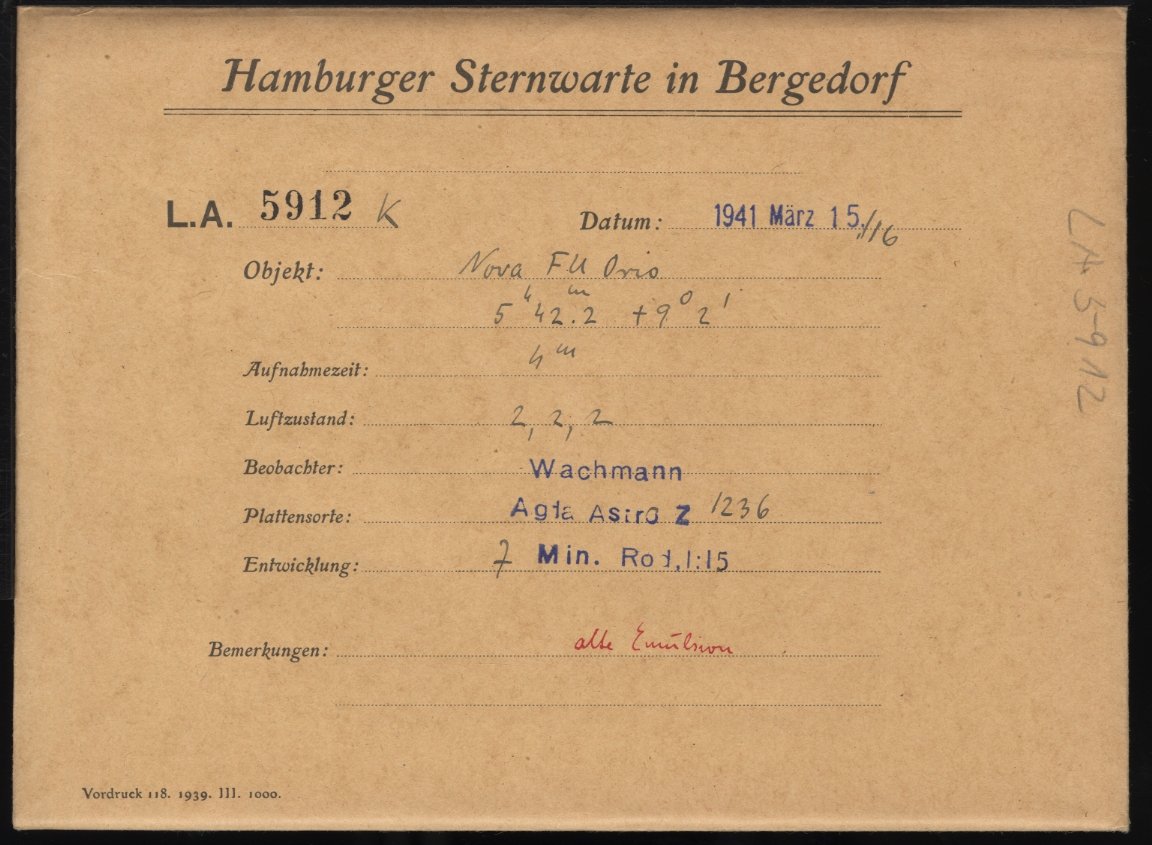 Hamburger Sternwarte in Bergedorf
L.A. 5912 K
Datum: 1941 März 15./16
Objekt: Nova FU Orio
5ʰ 42.2ᵐ +9° 2'
Aufnahmezeit: 4ᵐ
Luftzustand: 2, 2, 2
Beobachter: Wachmann
Plattensorte: Agfa Astro Z 1236
Entwicklung: 7 Min. Rod. 1:15
Bemerkungen: alte Emulsion
Vordruck 118. 1939. III. 1000.
LA 5912